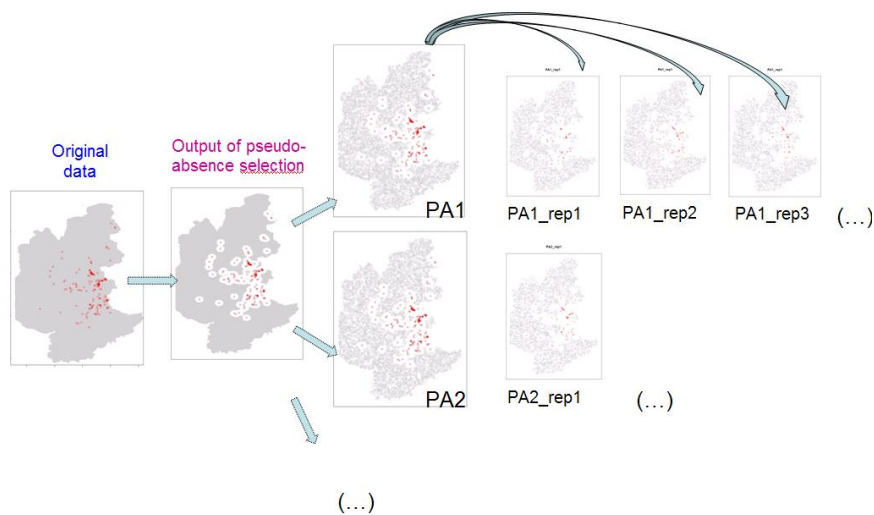 Original
data
Output of pseudo-
absence selection
PA1
PA1_rep1
PA1_rep2
PA1_rep3
(...)
PA2
PA2_rep1
(...)
(...)